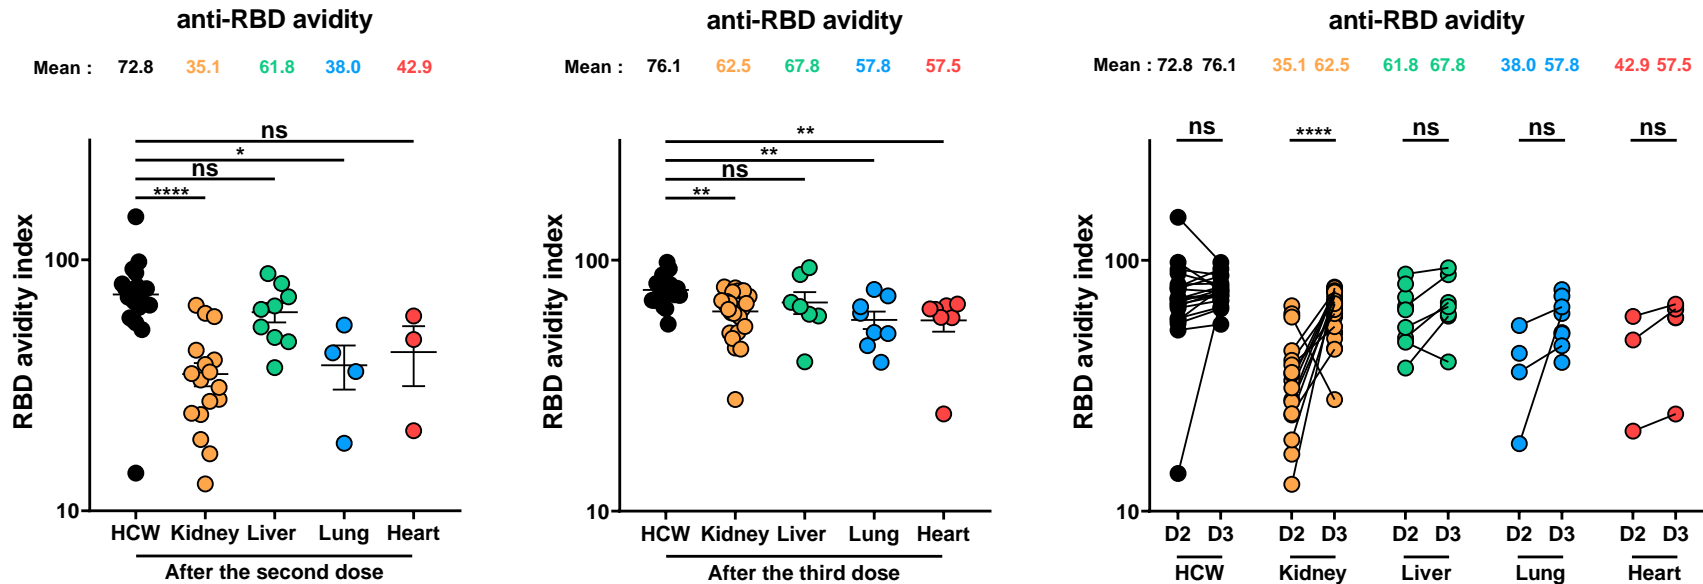 anti-RBD avidity
Mean : 72.8 35.1 61.8 38.0 42.9
ns
*
ns
****
RBD avidity index
100
10
HCW Kidney Liver Lung Heart
After the second dose
anti-RBD avidity
Mean : 76.1 62.5 67.8 57.8 57.5
**
**
ns
**
RBD avidity index
100
10
HCW Kidney Liver Lung Heart
After the third dose
anti-RBD avidity
Mean : 72.8 76.1 35.1 62.5 61.8 67.8 38.0 57.8 42.9 57.5
ns **** ns ns ns
RBD avidity index
100
10
D2 D3 D2 D3 D2 D3 D2 D3 D2 D3
HCW Kidney Liver Lung Heart